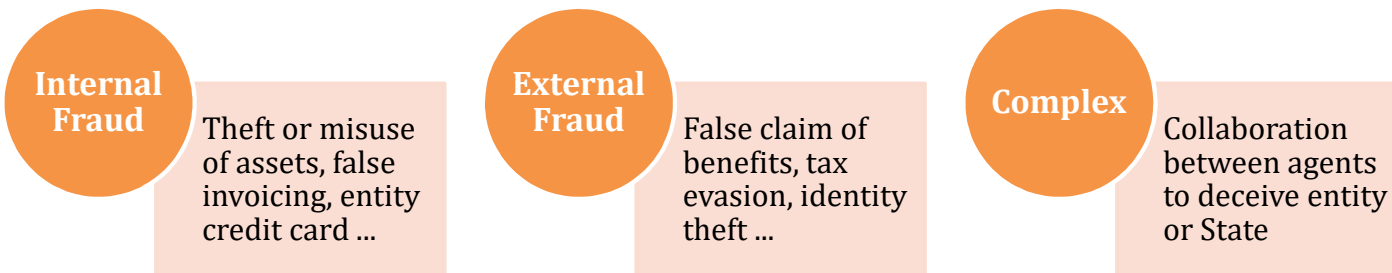 Internal
Fraud
Theft or misuse
of assets, false
invoicing, entity
credit card ...
External
Fraud
False claim of
benefits, tax
evasion, identity
theft ...
Complex
Collaboration
between agents
to deceive entity
or State